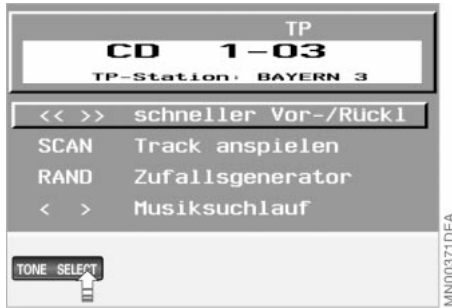 TP
CD 1-03
TP-Station: BAYERN 3
<< >> schneller Vor-/Rückl
SCAN Track anspielen
RAND Zufallsgenerator
< > Musiksuchlauf
TONE SELECT
MN00371DEA